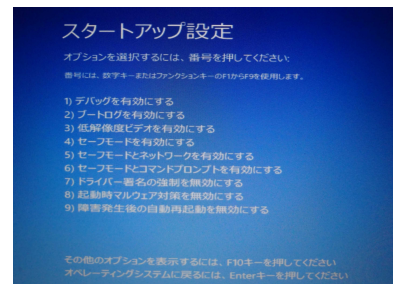 スタートアップ設定
オプションを選択するには、番号を押してください:
番号には、数字キーまたはファンクションキーのF1からF9を使用します。
1) デバッグを有効にする
2) ブートログを有効にする
3) 低解像度ビデオを有効にする
4) セーフモードを有効にする
5) セーフモードとネットワークを有効にする
6) セーフモードとコマンドプロンプトを有効にする
7) ドライバー署名の強制を無効にする
8) 起動時マルウェア対策を無効にする
9) 障害発生後の自動再起動を無効にする
その他のオプションを表示するには、F10キーを押してください
オペレーティングシステムに戻るには、Enterキーを押してください